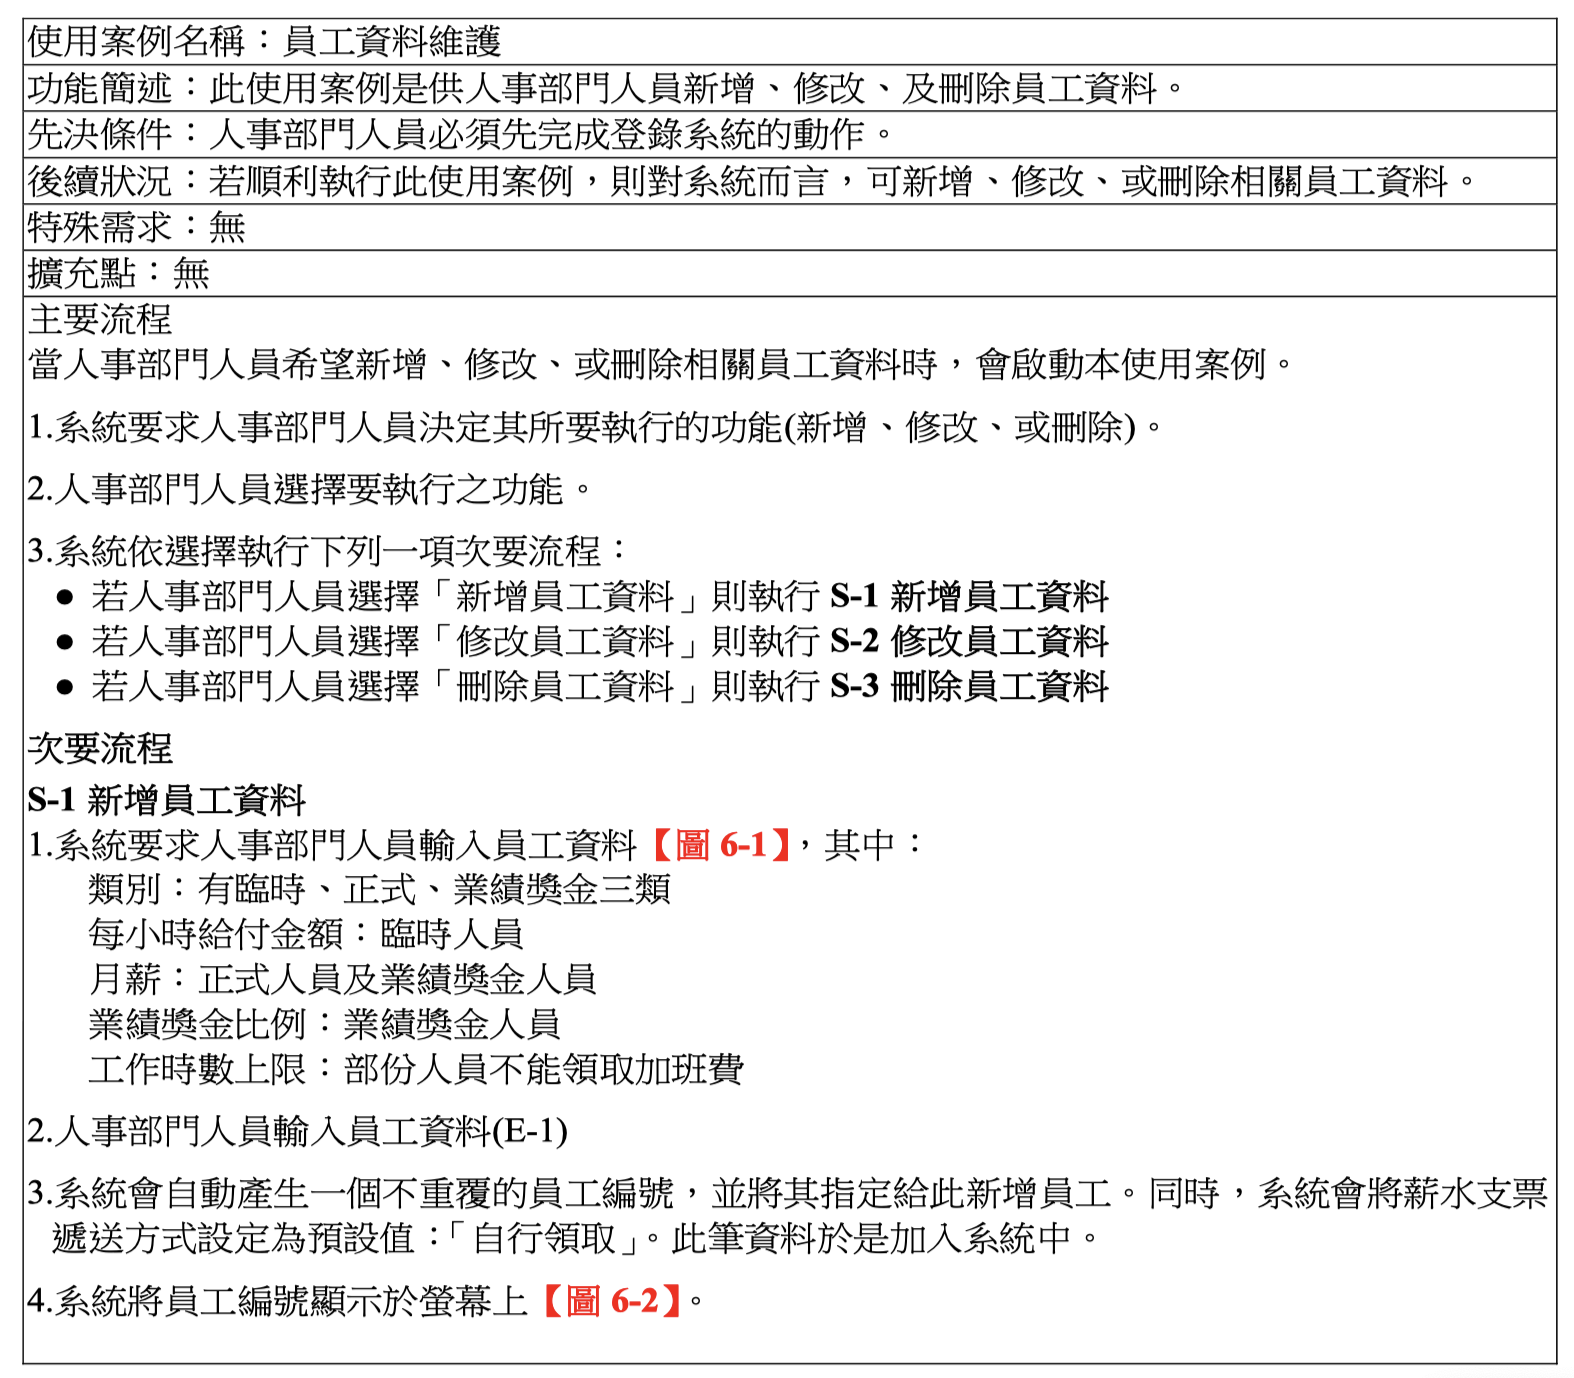 使用案例名稱：員工資料維護
功能簡述：此使用案例是供人事部門人員新增、修改、及刪除員工資料。
先決條件：人事部門人員必須先完成登錄系統的動作。
後續狀況：若順利執行此使用案例，則對系統而言，可新增、修改、或刪除相關員工資料。
特殊需求：無
擴充點：無
主要流程
當人事部門人員希望新增、修改、或刪除相關員工資料時，會啟動本使用案例。
1.系統要求人事部門人員決定其所要執行的功能(新增、修改、或刪除)。
2.人事部門人員選擇要執行之功能。
3.系統依選擇執行下列一項次要流程：
● 若人事部門人員選擇「新增員工資料」則執行 S-1 新增員工資料
● 若人事部門人員選擇「修改員工資料」則執行 S-2 修改員工資料
● 若人事部門人員選擇「刪除員工資料」則執行 S-3 刪除員工資料
次要流程
S-1 新增員工資料
1.系統要求人事部門人員輸入員工資料【圖 6-1】，其中：
類別：有臨時、正式、業績獎金三類
每小時給付金額：臨時人員
月薪：正式人員及業績獎金人員
業績獎金比例：業績獎金人員
工作時數上限：部份人員不能領取加班費
2.人事部門人員輸入員工資料(E-1)
3.系統會自動產生一個不重覆的員工編號，並將其指定給此新增員工。同時，系統會將薪水支票
遞送方式設定為預設值：「自行領取」。此筆資料於是加入系統中。
4.系統將員工編號顯示於螢幕上【圖 6-2】。